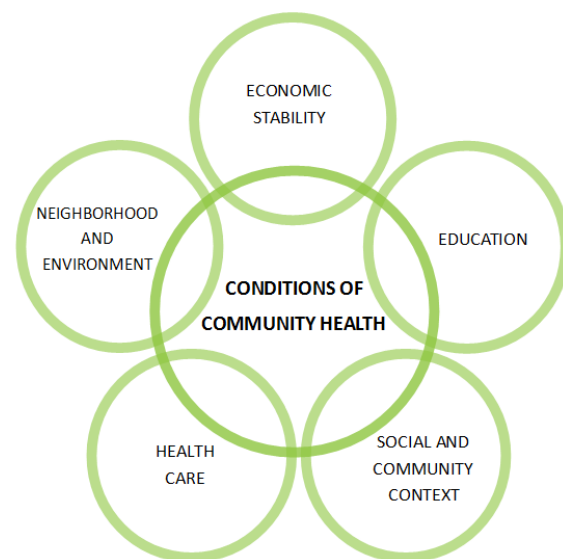 ECONOMIC
STABILITY
NEIGHBORHOOD
AND
ENVIRONMENT
EDUCATION
CONDITIONS OF
COMMUNITY HEALTH
HEALTH
CARE
SOCIAL AND
COMMUNITY
CONTEXT